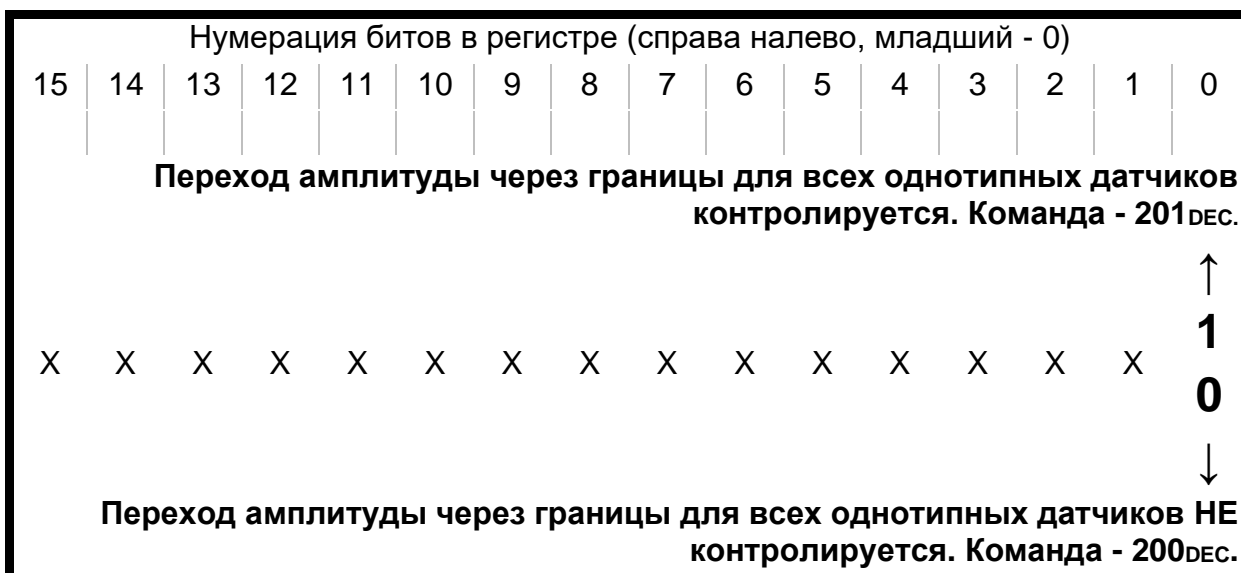 Нумерация битов в регистре (справа налево, младший - 0)
15 14 13 12 11 10 9 8 7 6 5 4 3 2 1 0
Переход амплитуды через границы для всех однотипных датчиков
контролируется. Команда - 201DEC.
↑
1
X X X X X X X X X X X X X X X
0
↓
Переход амплитуды через границы для всех однотипных датчиков НЕ
контролируется. Команда - 200DEC.